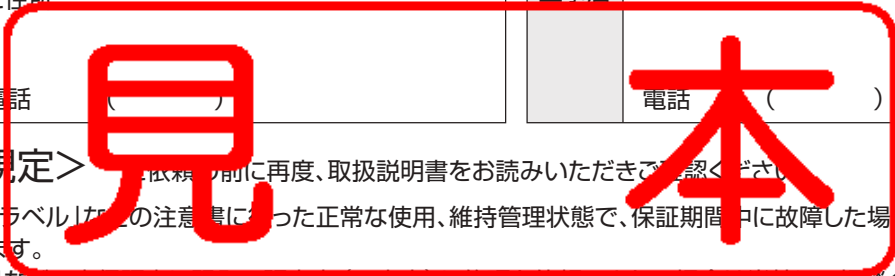 見本
電話 ( )
電話 ( )
規定> ご依頼の前に再度、取扱説明書をお読みいただきご確認ください
ラベル」などの注意書に従った正常な使用、維持管理状態で、保証期間中に故障した場
ます。